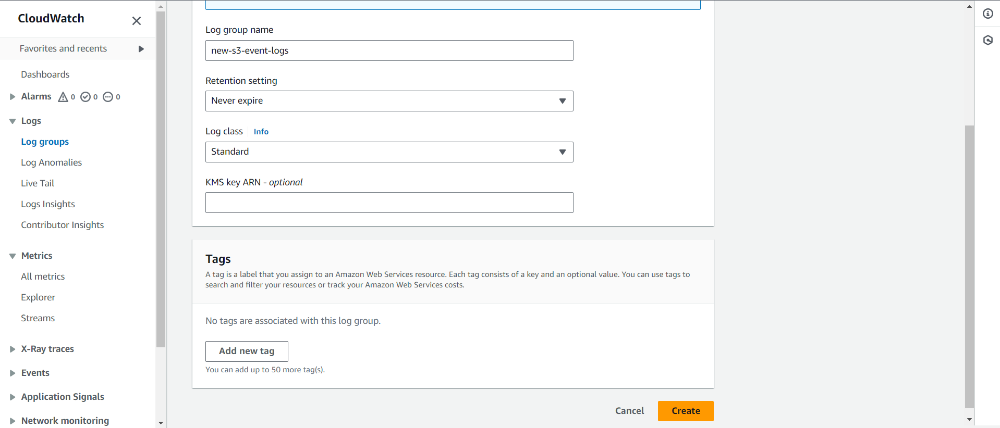 CloudWatch
Favorites and recents
Dashboards
Alarms 0 0 0
Logs
Log groups
Log Anomalies
Live Tail
Logs Insights
Contributor Insights
Metrics
All metrics
Explorer
Streams
X-Ray traces
Events
Application Signals
Network monitoring
Log group name
new-s3-event-logs
Retention setting
Never expire
Log class Info
Standard
KMS key ARN - optional
Tags
A tag is a label that you assign to an Amazon Web Services resource. Each tag consists of a key and an optional value. You can use tags to
search and filter your resources or track your Amazon Web Services costs.
No tags are associated with this log group.
Add new tag
You can add up to 50 more tag(s).
Cancel Create